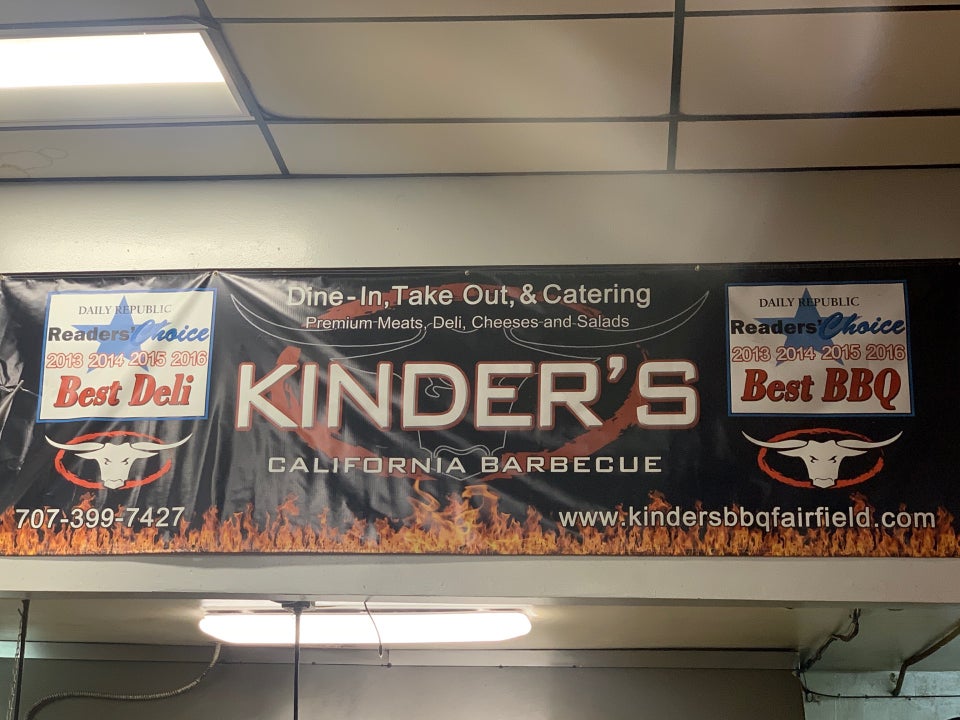 Dine-In, Take Out, & Catering
Premium Meats, Deli, Cheeses and Salads
DAILY REPUBLIC
Readers' Choice
2013 2014 2015 2016
Best Deli
KINDER'S
CALIFORNIA BARBECUE
DAILY REPUBLIC
Readers' Choice
2013 2014 2015 2016
Best BBQ
707-399-7427
www.kindersbbqfairfield.com